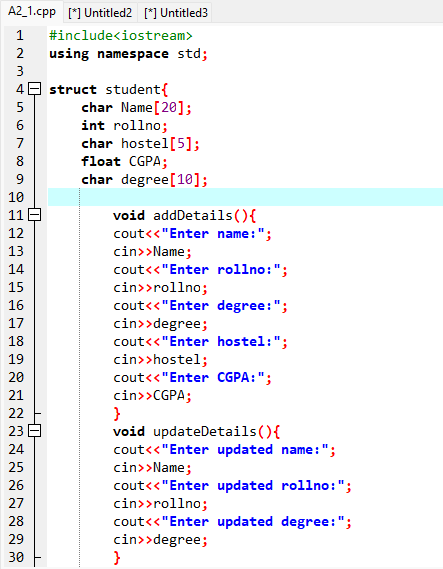 A2_1.cpp [*] Untitled2 [*] Untitled3
1 #include<iostream>
2 using namespace std;
3
4 struct student{
5 char Name[20];
6 int rollno;
7 char hostel[5];
8 float CGPA;
9 char degree[10];
10
11 void addDetails(){
12 cout<<"Enter name:";
13 cin>>Name;
14 cout<<"Enter rollno:";
15 cin>>rollno;
16 cout<<"Enter degree:";
17 cin>>degree;
18 cout<<"Enter hostel:";
19 cin>>hostel;
20 cout<<"Enter CGPA:";
21 cin>>CGPA;
22 }
23 void updateDetails(){
24 cout<<"Enter updated name:";
25 cin>>Name;
26 cout<<"Enter updated rollno:";
27 cin>>rollno;
28 cout<<"Enter updated degree:";
29 cin>>degree;
30 }